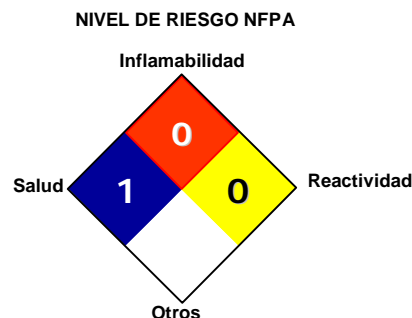 NIVEL DE RIESGO NFPA
Inflamabilidad
0
Salud
1
0
Reactividad
Otros